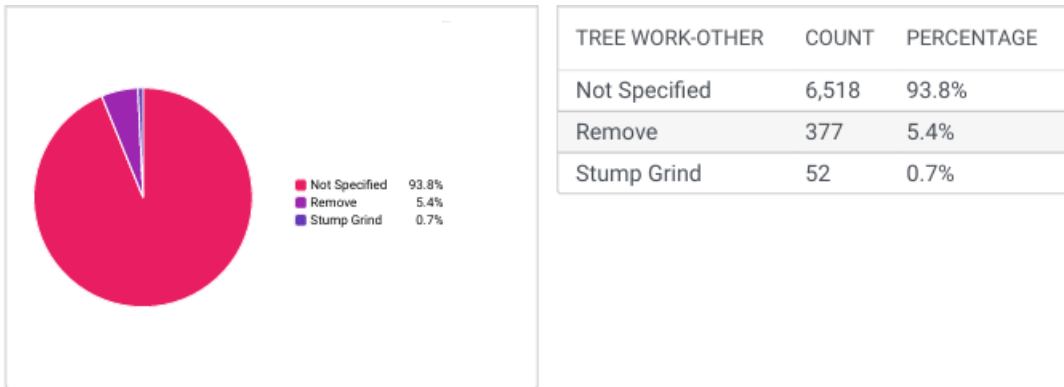 Not Specified 93.8%
Remove 5.4%
Stump Grind 0.7%
TREE WORK-OTHER COUNT PERCENTAGE
Not Specified 6,518 93.8%
Remove 377 5.4%
Stump Grind 52 0.7%